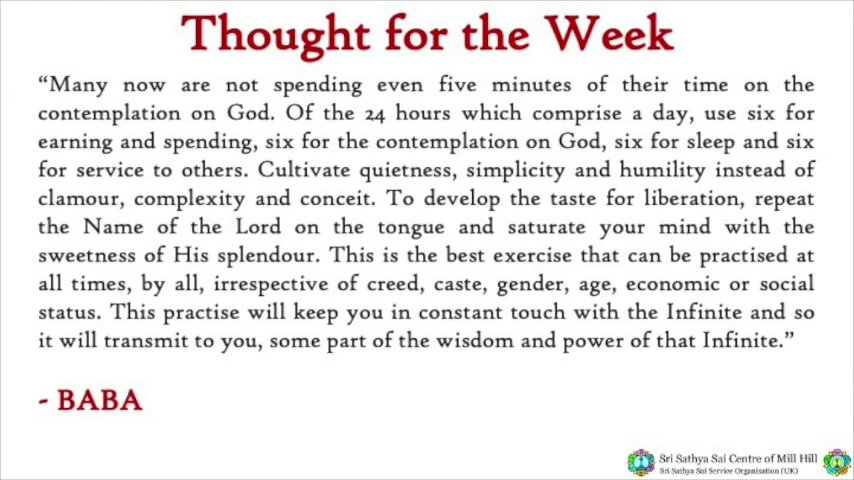 Thought for the Week
“Many now are not spending even five minutes of their time on the
contemplation on God. Of the 24 hours which comprise a day, use six for
earning and spending, six for the contemplation on God, six for sleep and six
for service to others. Cultivate quietness, simplicity and humility instead of
clamour, complexity and conceit. To develop the taste for liberation, repeat
the Name of the Lord on the tongue and saturate your mind with the
sweetness of His splendour. This is the best exercise that can be practised at
all times, by all, irrespective of creed, caste, gender, age, economic or social
status. This practise will keep you in constant touch with the Infinite and so
it will transmit to you, some part of the wisdom and power of that Infinite.”
- BABA
Sri Sathya Sai Centre of Mill Hill
Sri Sathya Sai Service Organisation (UK)